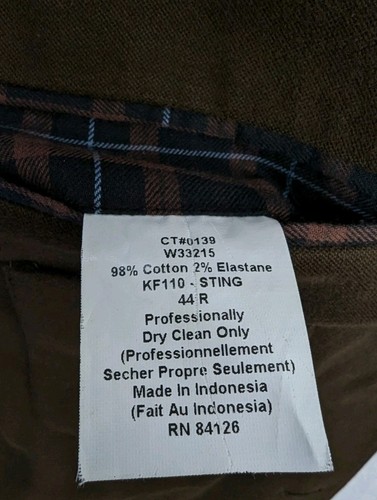 CT#0139
W33215
98% Cotton 2% Elastane
KF110 - STING
44 R
Professionally
Dry Clean Only
(Professionnellement
Secher Propre Seulement)
Made In Indonesia
(Fait Au Indonesia)
RN 84126